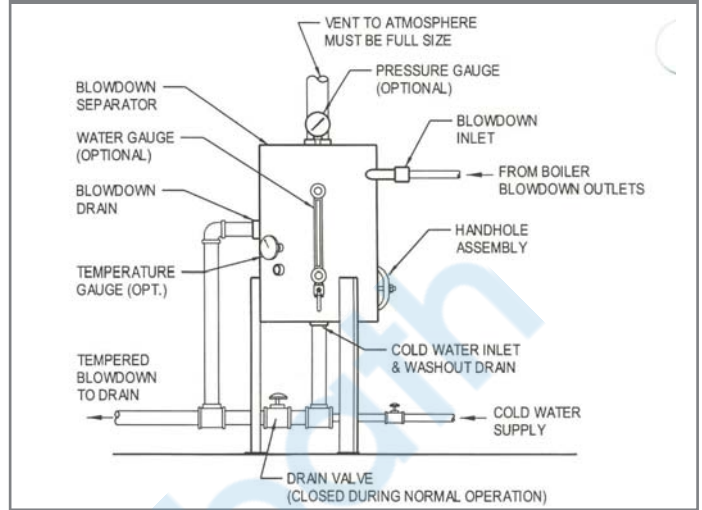 VENT TO ATMOSPHERE
MUST BE FULL SIZE
PRESSURE GAUGE
(OPTIONAL)
BLOWDOWN
SEPARATOR
BLOWDOWN
INLET
WATER GAUGE
(OPTIONAL)
FROM BOILER
BLOWDOWN OUTLETS
BLOWDOWN
DRAIN
HANDHOLE
ASSEMBLY
TEMPERATURE
GAUGE (OPT.)
COLD WATER INLET
& WASHOUT DRAIN
TEMPERED
BLOWDOWN
TO DRAIN
COLD WATER
SUPPLY
DRAIN VALVE
(CLOSED DURING NORMAL OPERATION)